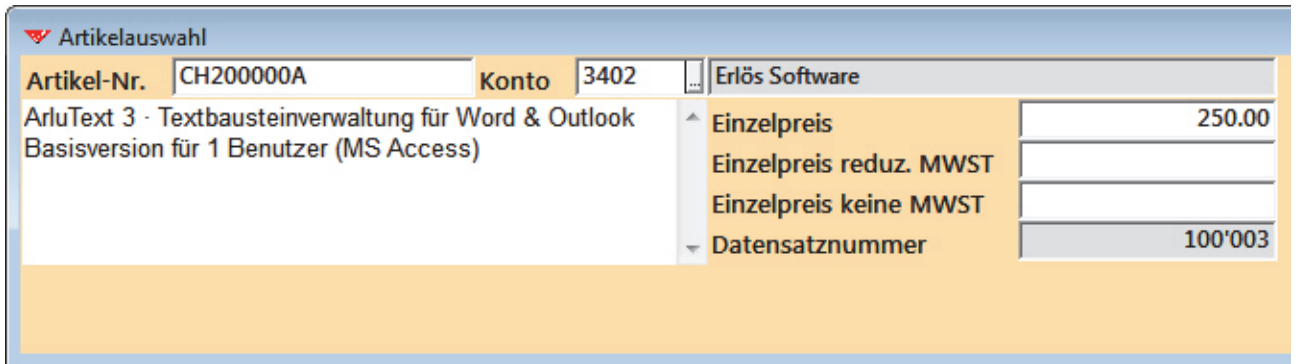 Artikelauswahl
Artikel-Nr. CH200000A Konto 3402 ... Erlös Software
ArluText 3 · Textbausteinverwaltung für Word & Outlook
Basisversion für 1 Benutzer (MS Access)
Einzelpreis 250.00
Einzelpreis reduz. MWST
Einzelpreis keine MWST
Datensatznummer 100'003